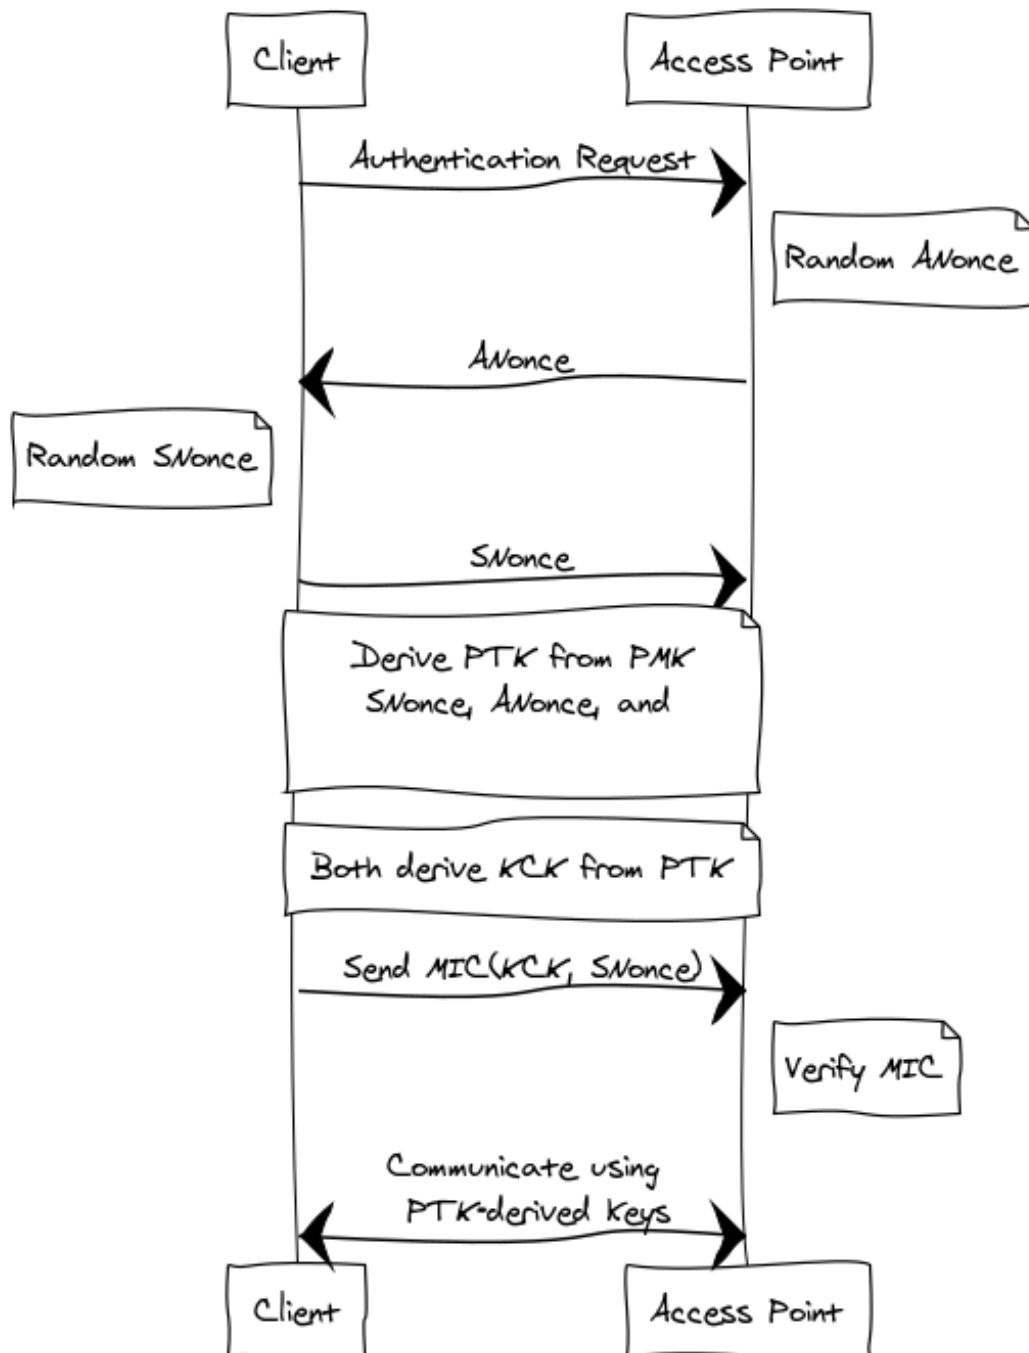 Client
Access Point
Authentication Request
Random ANonce
ANonce
Random SNonce
SNonce
Derive PTK from PMK
SNonce, ANonce, and
Both derive KCK from PTK
Send MIC(KCK, SNonce)
Verify MIC
Communicate using
PTK-derived keys
Client
Access Point